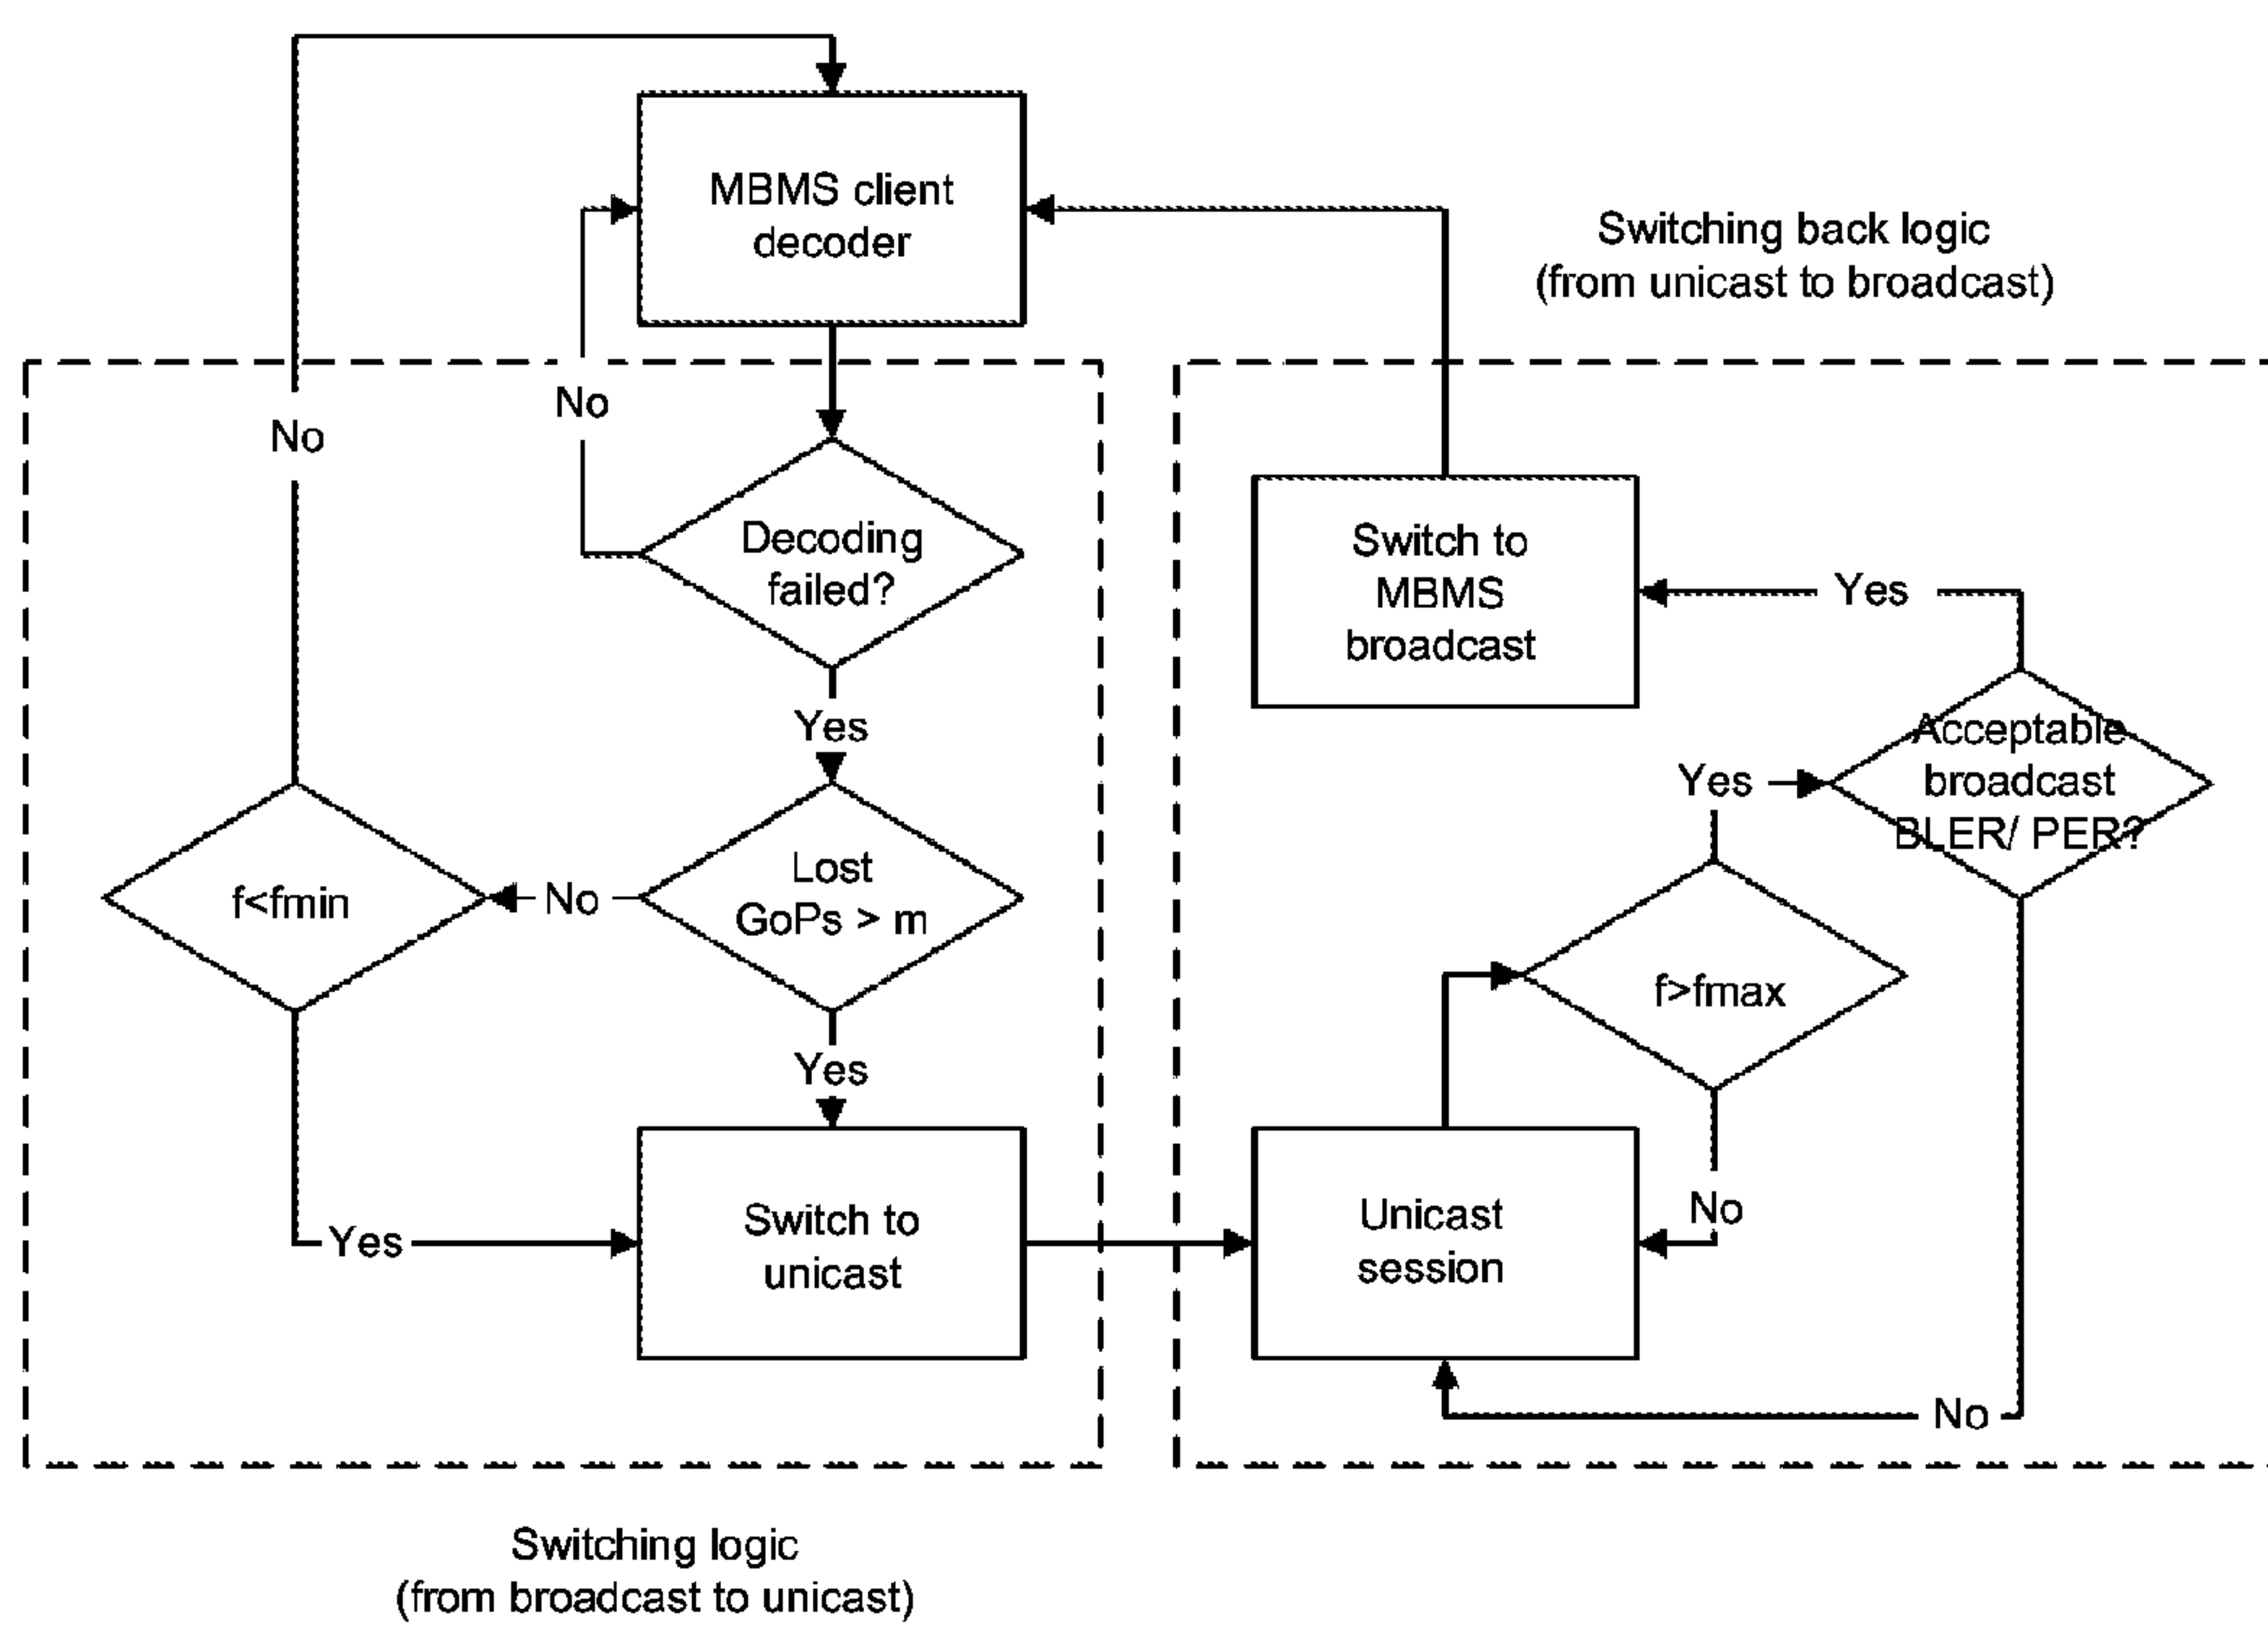 MBMS client
decoder
Switching back logic
(from unicast to broadcast)
No
No
Decoding
failed?
Switch to
MBMS
broadcast
Yes
Yes
Acceptable
broadcast
BLER/ PER?
Yes
f<fmin
No
Lost
GoPs > m
f>fmax
Yes
No
Yes
Switch to
unicast
Unicast
session
No
Switching logic
(from broadcast to unicast)